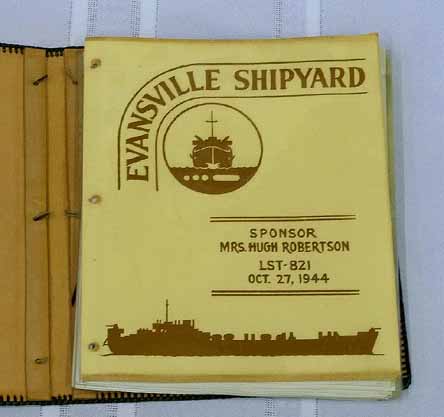 EVANSVILLE SHIPYARD
SPONSOR
MRS. HUGH ROBERTSON
LST-821
OCT. 27, 1944